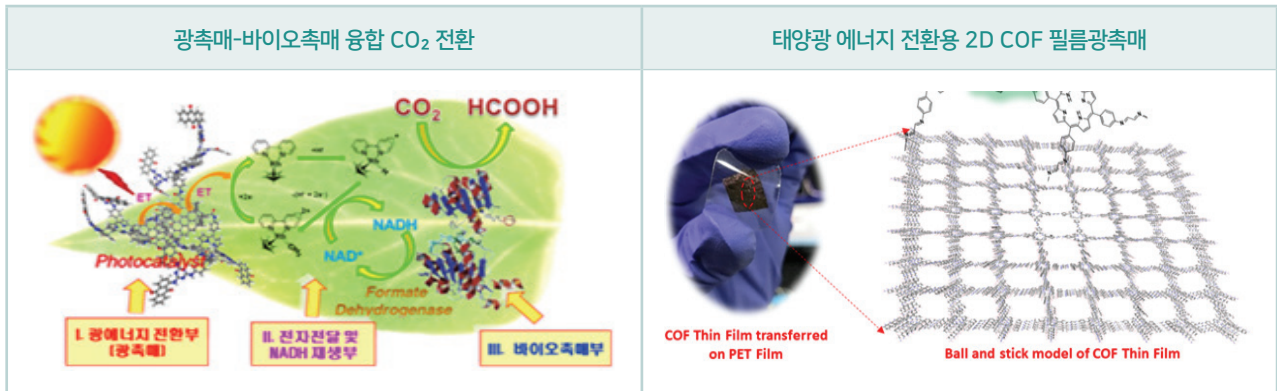 광촉매-바이오촉매 융합 CO₂ 전환
태양광 에너지 전환용 2D COF 필름광촉매
CO₂ HCOOH
ET
ET
NADH
NAD⁺
Photocatalyst
Formate
Dehydrogenase
I. 광에너지 전환부
(광촉매)
II. 전자전달 및
NADH 재생부
III. 바이오촉매부
COF Thin Film transferred
on PET Film
Ball and stick model of COF Thin Film